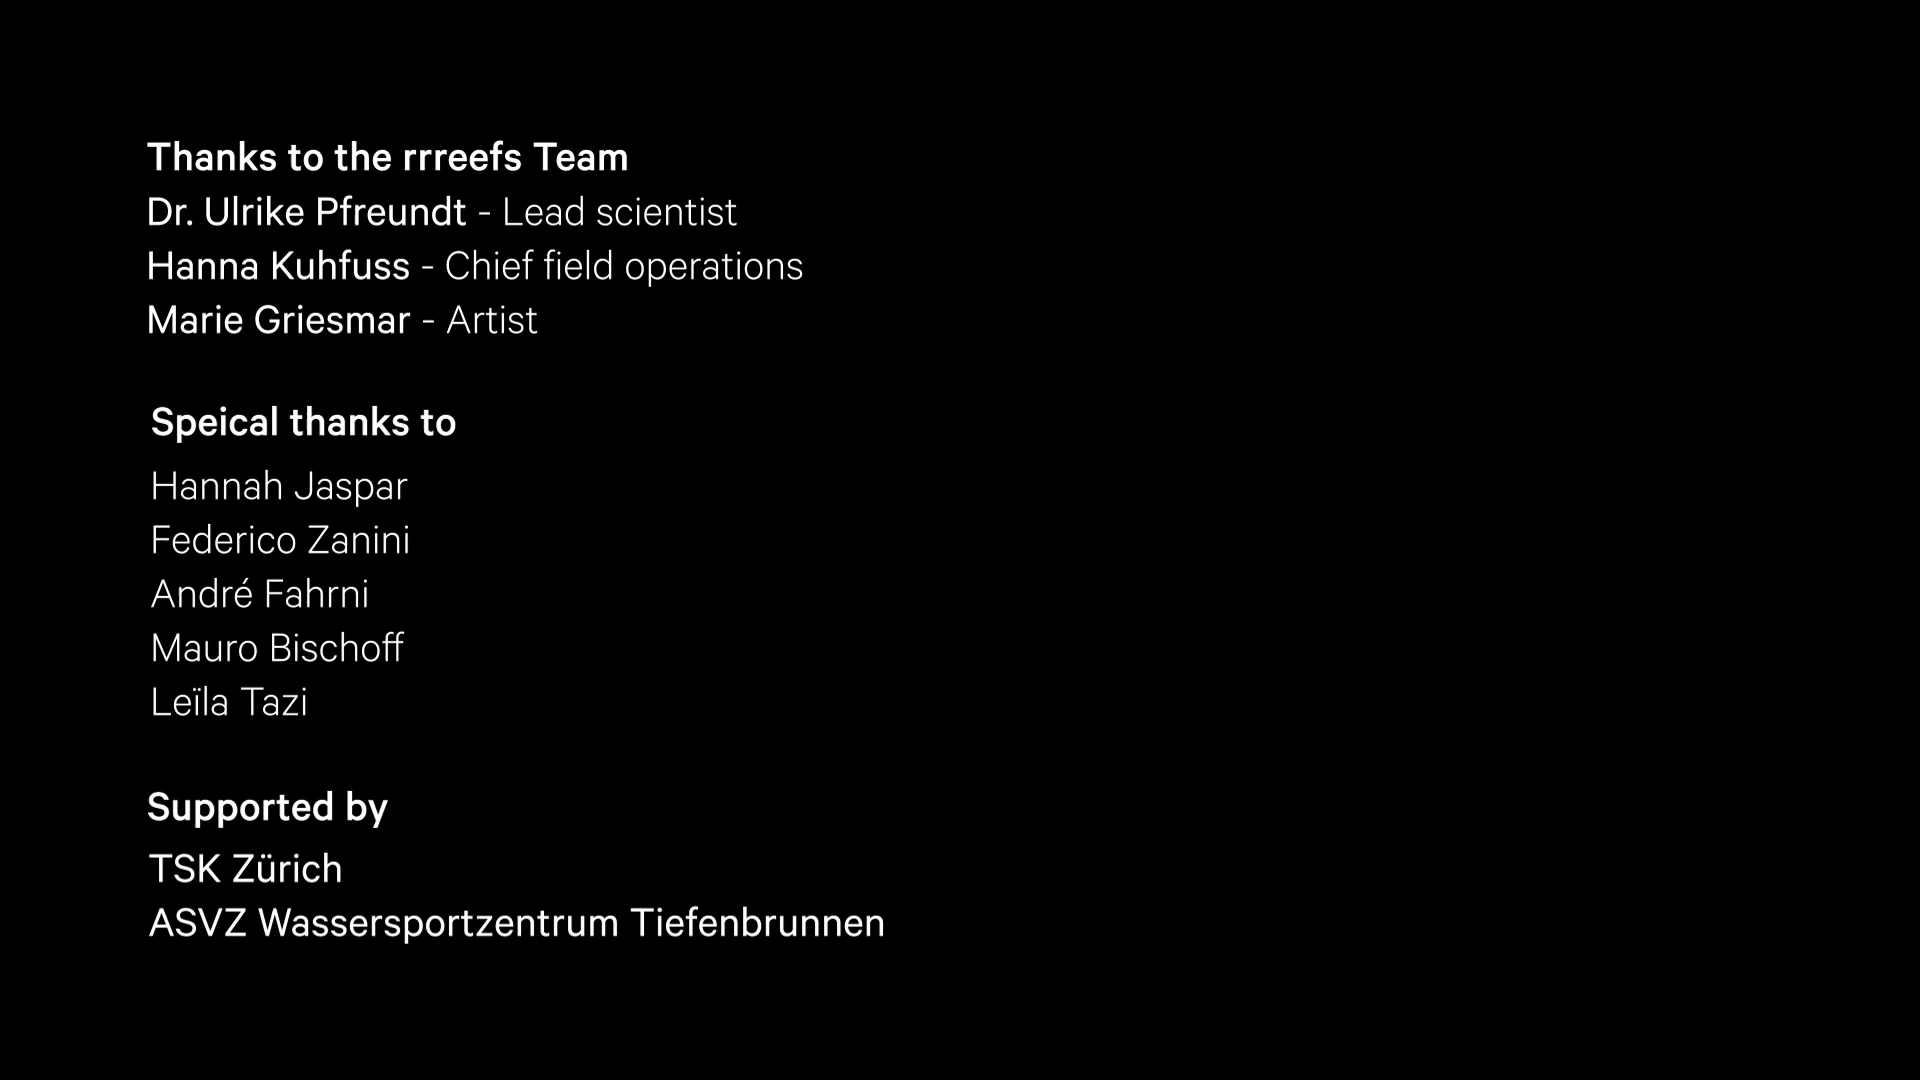 Thanks to the rrreefs Team
Dr. Ulrike Pfreundt - Lead scientist
Hanna Kuhfuss - Chief field operations
Marie Griesmar - Artist
Speical thanks to
Hannah Jaspar
Federico Zanini
André Fahrni
Mauro Bischoff
Leïla Tazi
Supported by
TSK Zürich
ASVZ Wassersportzentrum Tiefenbrunnen